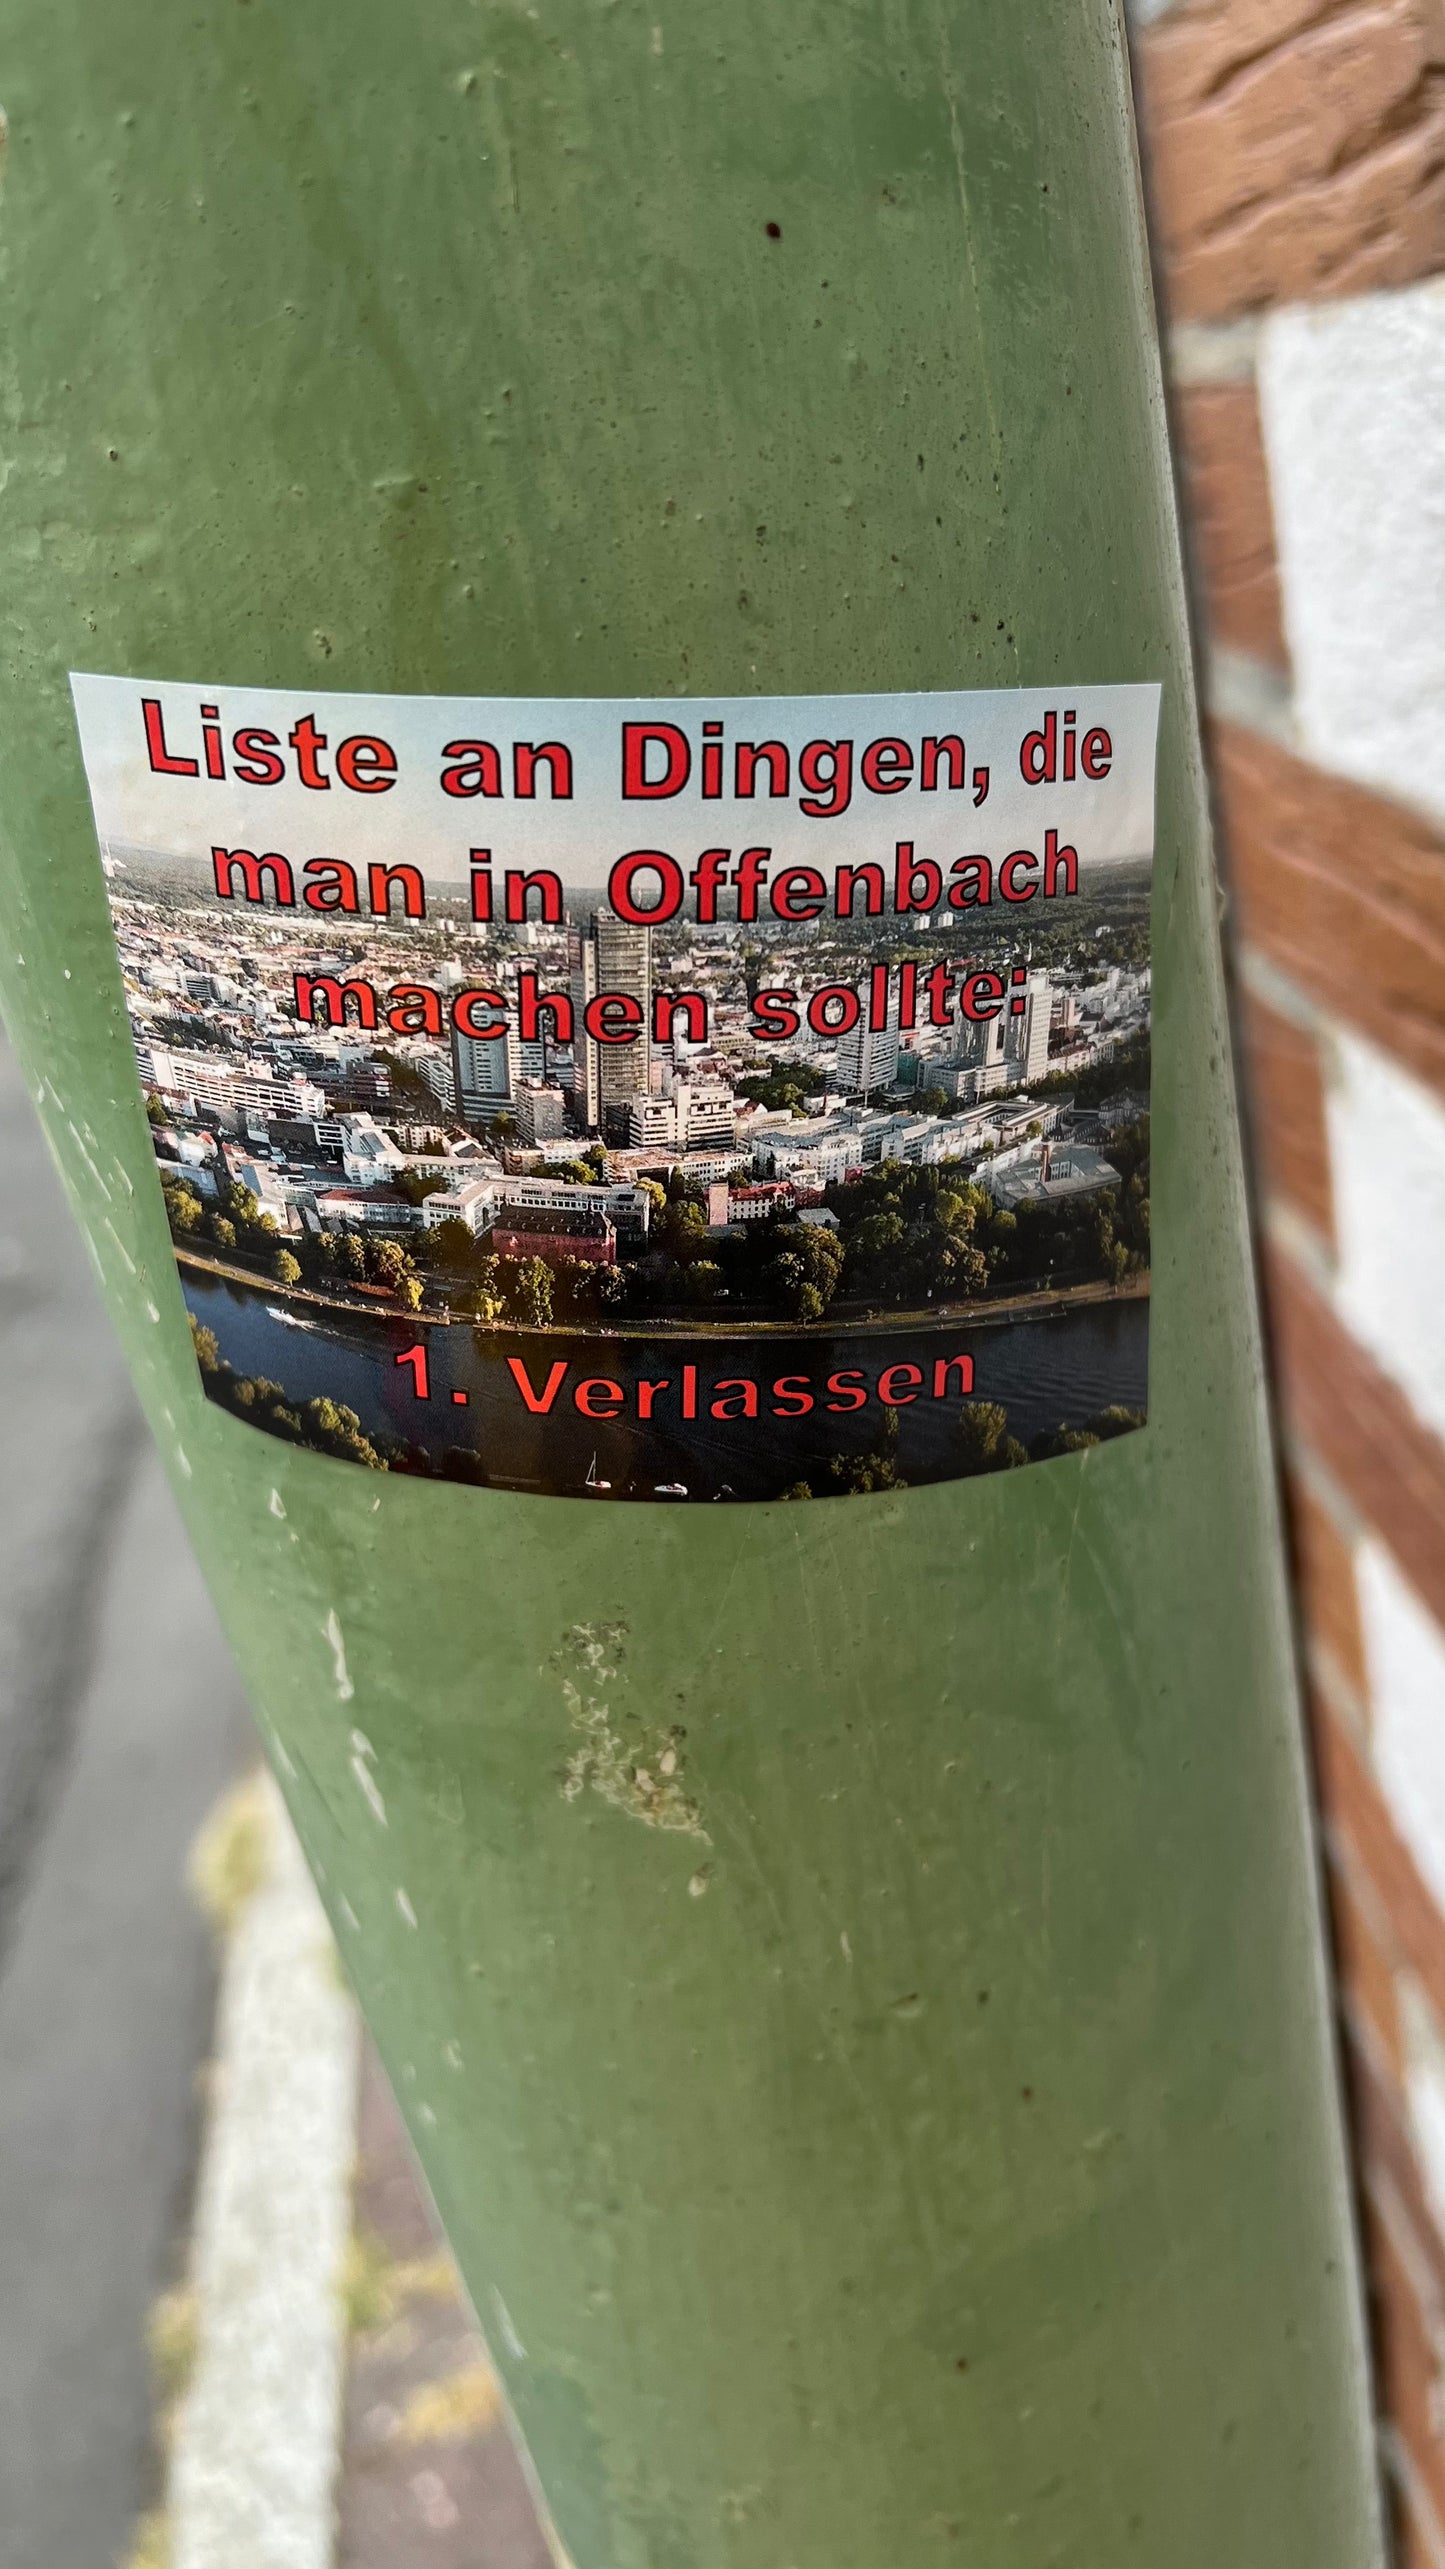 Liste an Dingen, die
man in Offenbach
machen sollte:
1. Verlassen